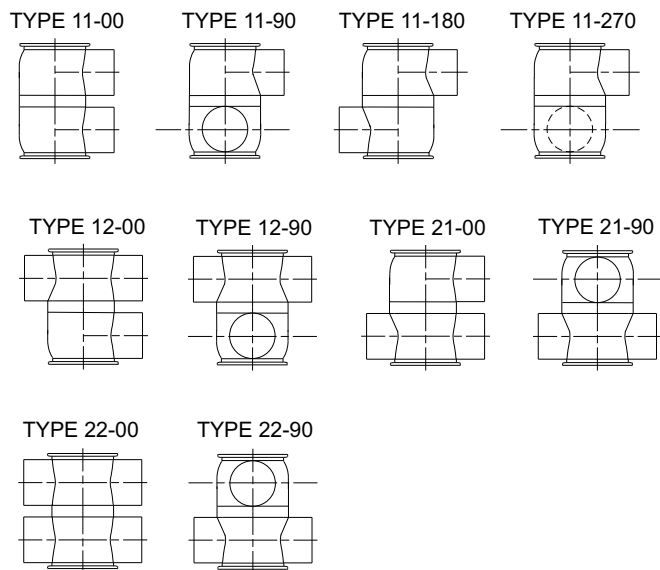 TYPE 11-00
TYPE 11-90
TYPE 11-180
TYPE 11-270
TYPE 12-00
TYPE 12-90
TYPE 21-00
TYPE 21-90
TYPE 22-00
TYPE 22-90